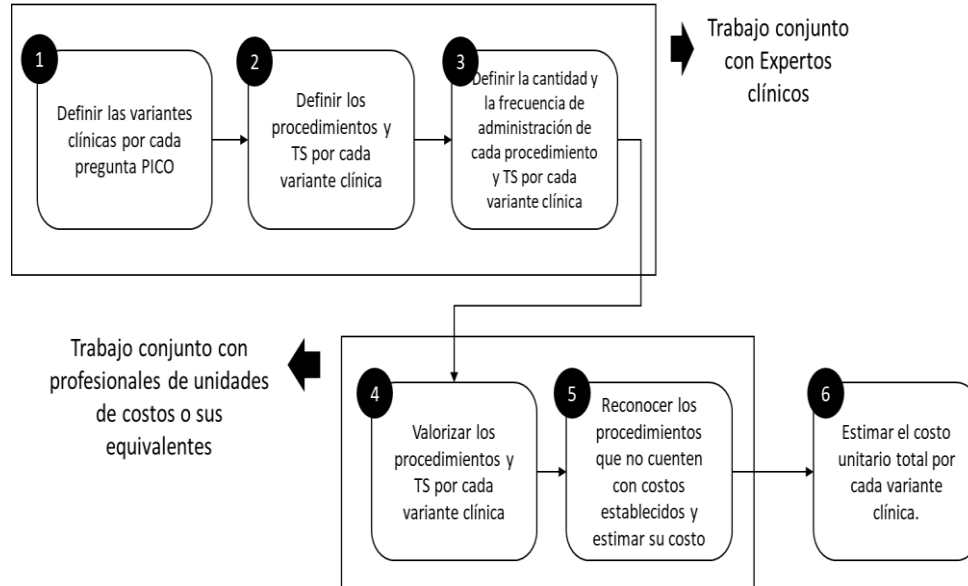 1
Definir las variantes
clínicas por cada
pregunta PICO
2
Definir los
procedimientos y
TS por cada
variante clínica
3
Definir la cantidad y
la frecuencia de
administración de
cada procedimiento
y TS por cada
variante clínica
Trabajo conjunto
con Expertos
clínicos
Trabajo conjunto con
profesionales de unidades
de costos o sus
equivalentes
4
Valorizar los
procedimientos y
TS por cada
variante clínica
5
Reconocer los
procedimientos
que no cuenten
con costos
establecidos y
estimar su costo
6
Estimar el costo
unitario total por
cada variante
clínica.